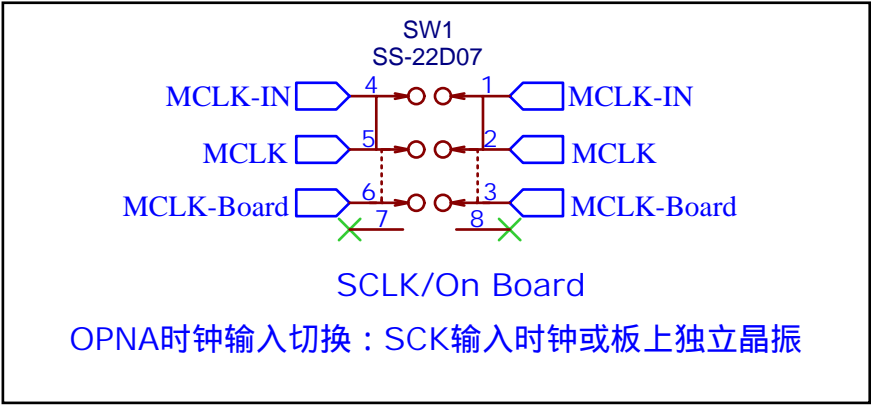 SW1
SS-22D07
MCLK-IN 4 1 MCLK-IN
MCLK 5 2 MCLK
MCLK-Board 6 3 MCLK-Board
7 8
SCLK/On Board
OPNA时钟输入切换：SCK输入时钟或板上独立晶振